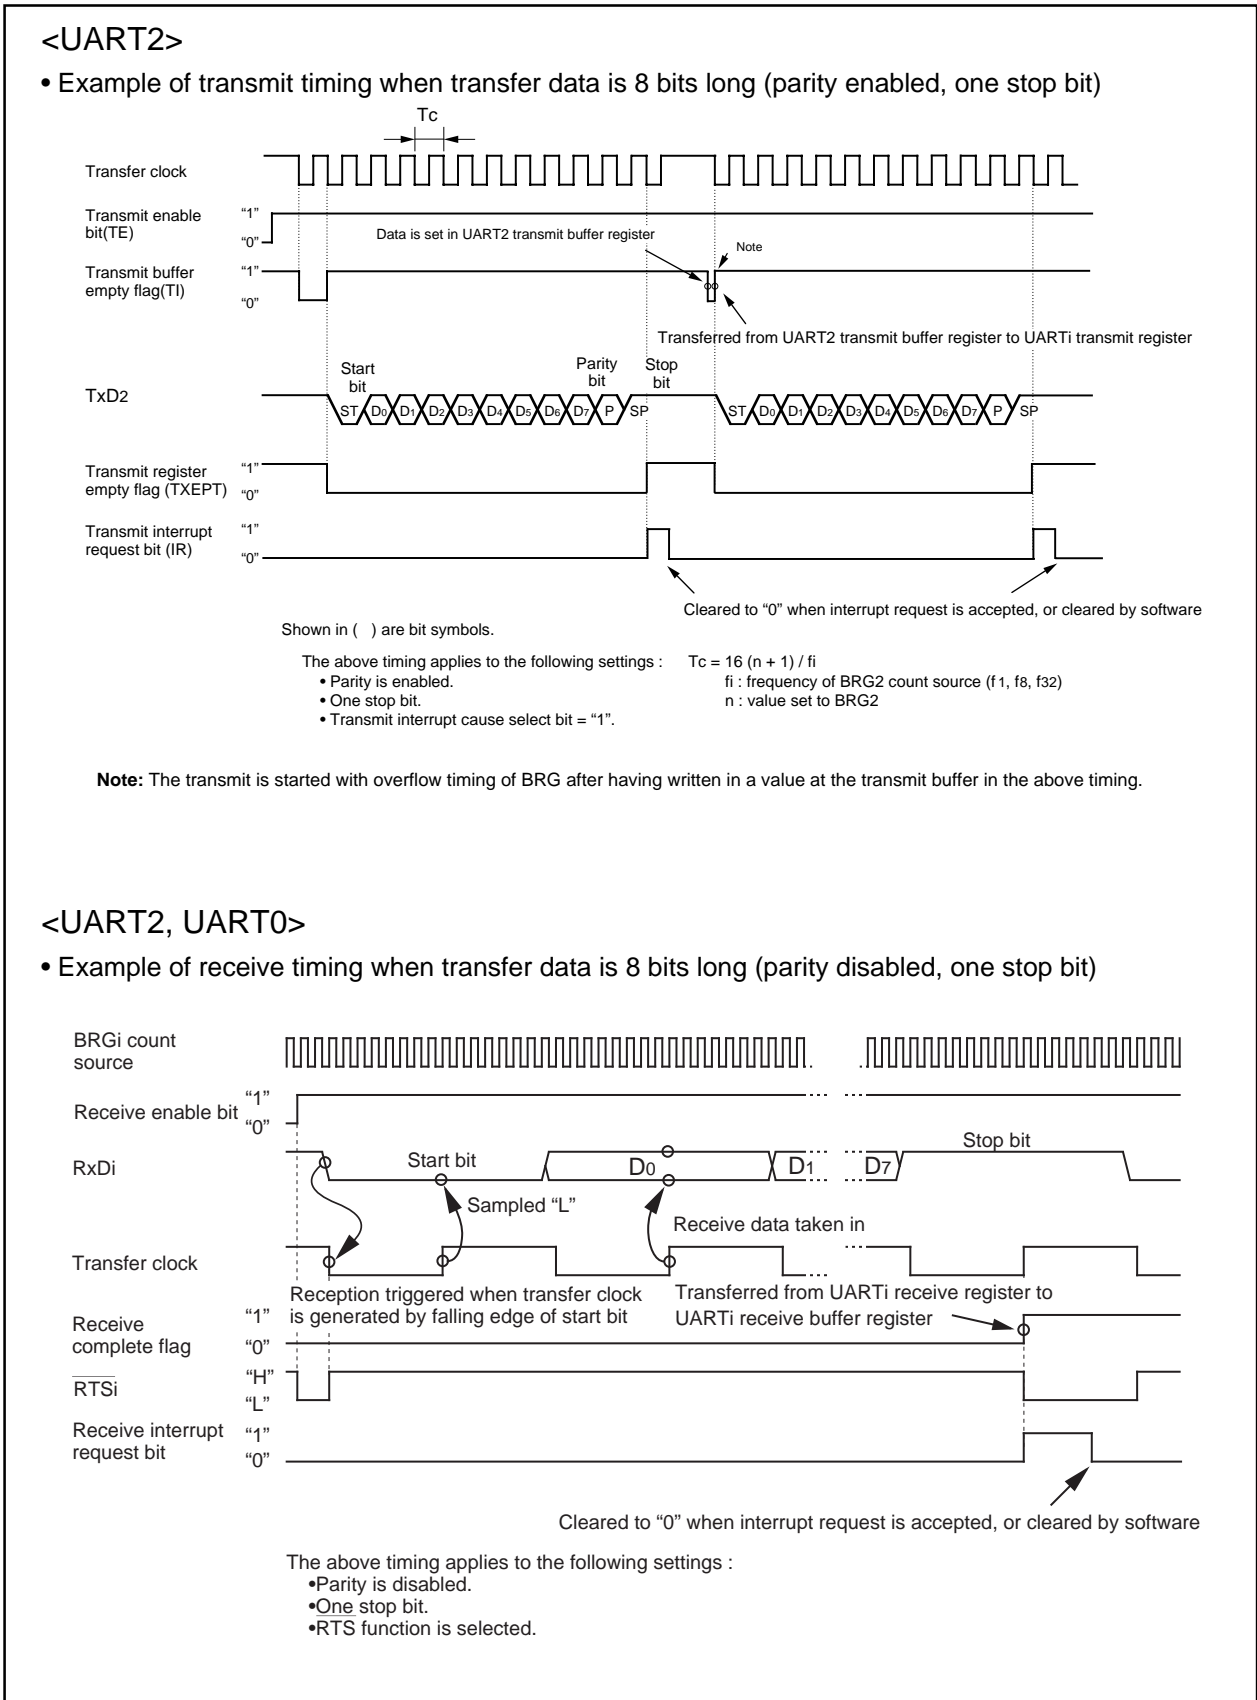 <UART2>
• Example of transmit timing when transfer data is 8 bits long (parity enabled, one stop bit)
Tc
Transfer clock
Transmit enable
bit(TE)
“1”
“0”
Data is set in UART2 transmit buffer register
Note
Transmit buffer
empty flag(TI)
“1”
“0”
Transferred from UART2 transmit buffer register to UARTi transmit register
Start
bit
Parity
bit
Stop
bit
TxD2
ST D0 D1 D2 D3 D4 D5 D6 D7 P SP
ST D0 D1 D2 D3 D4 D5 D6 D7 P SP
Transmit register
empty flag (TXEPT)
“1”
“0”
Transmit interrupt
request bit (IR)
“1”
“0”
Cleared to “0” when interrupt request is accepted, or cleared by software
Shown in ( ) are bit symbols.
The above timing applies to the following settings :
• Parity is enabled.
• One stop bit.
• Transmit interrupt cause select bit = “1”.
Tc = 16 (n + 1) / fi
fi : frequency of BRG2 count source (f1, f8, f32)
n : value set to BRG2
Note: The transmit is started with overflow timing of BRG after having written in a value at the transmit buffer in the above timing.
<UART2, UART0>
• Example of receive timing when transfer data is 8 bits long (parity disabled, one stop bit)
BRGi count
source
Receive enable bit
“1”
“0”
RxDi
Start bit
D0
D1
D7
Stop bit
Sampled “L”
Receive data taken in
Transfer clock
Reception triggered when transfer clock
is generated by falling edge of start bit
Transferred from UARTi receive register to
UARTi receive buffer register
Receive
complete flag
“1”
“0”
RTSi
“H”
“L”
Receive interrupt
request bit
“1”
“0”
Cleared to “0” when interrupt request is accepted, or cleared by software
The above timing applies to the following settings :
•Parity is disabled.
•One stop bit.
•RTS function is selected.